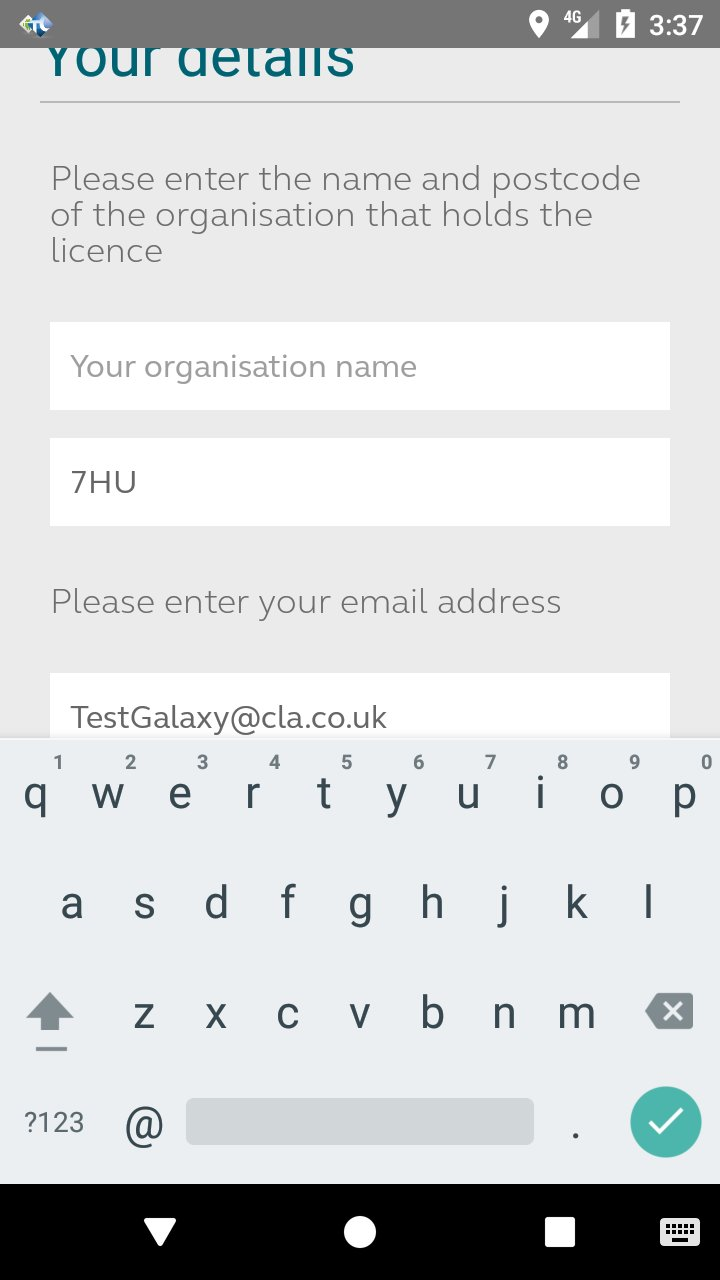 4G 3:37
Your details
Please enter the name and postcode
of the organisation that holds the
licence
Your organisation name
7HU
Please enter your email address
TestGalaxy@cla.co.uk
1 2 3 4 5 6 7 8 9 0
q w e r t y u i o p
a s d f g h j k l
z x c v b n m
?123 @ .